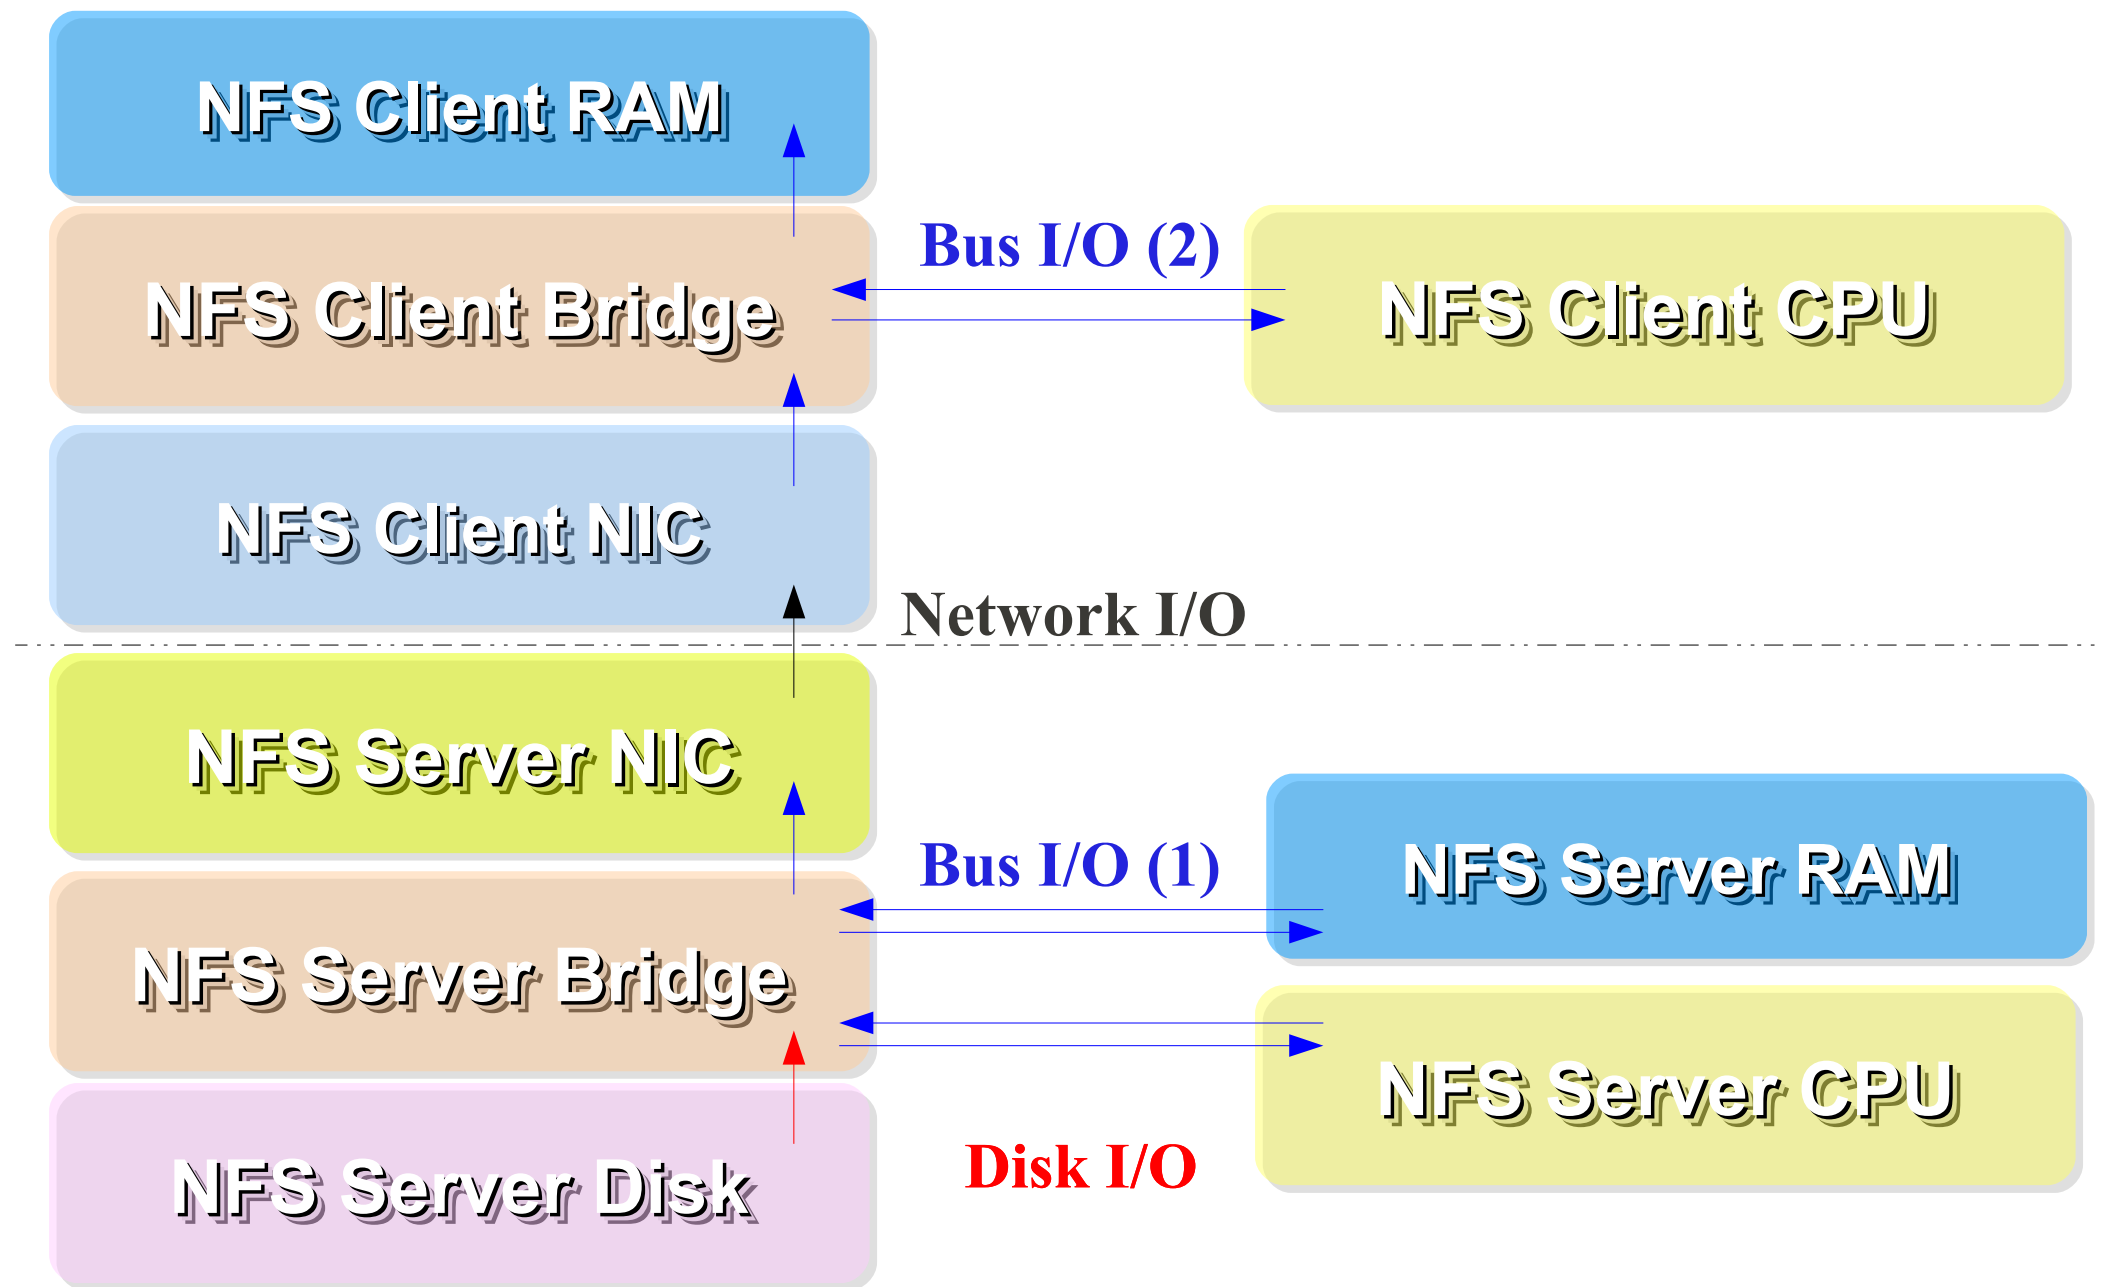 NFS Client RAM
Bus I/O (2)
NFS Client Bridge
NFS Client CPU
NFS Client NIC
Network I/O
NFS Server NIC
Bus I/O (1)
NFS Server RAM
NFS Server Bridge
NFS Server CPU
Disk I/O
NFS Server Disk